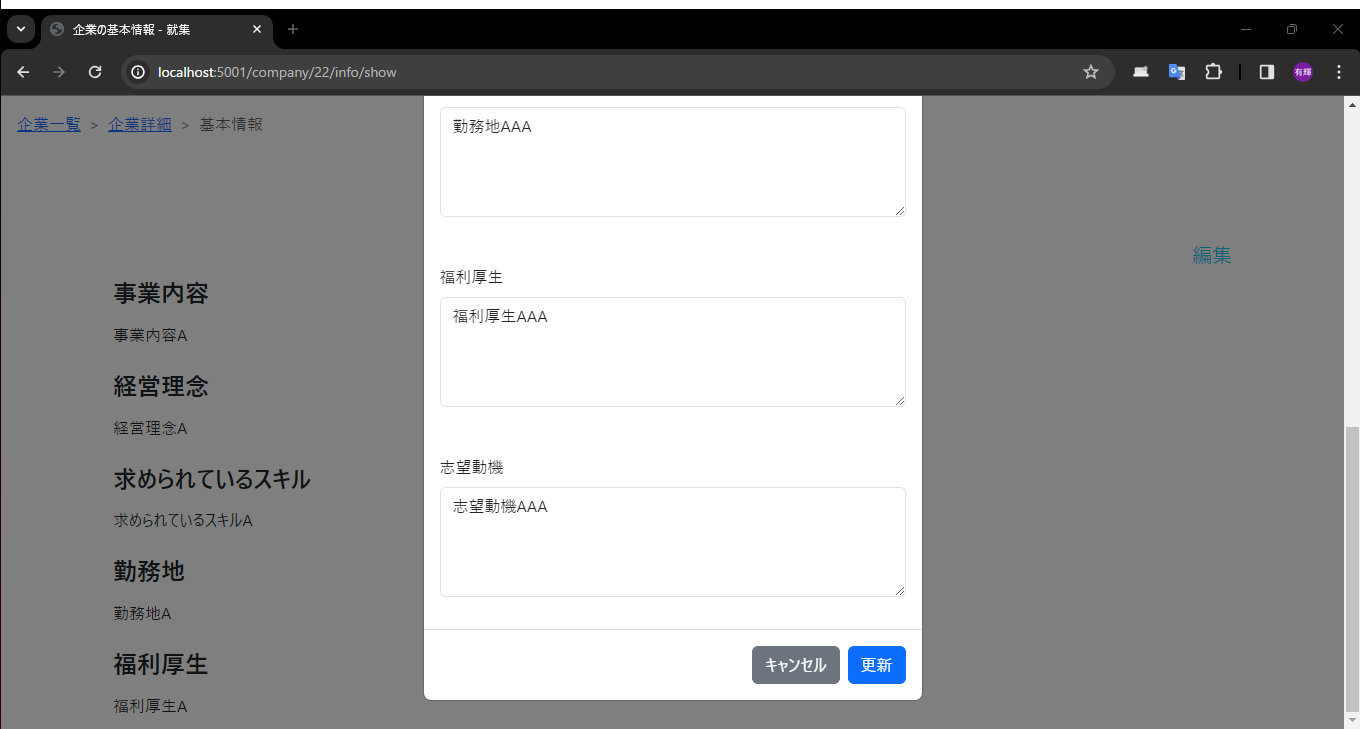 企業の基本情報 - 就集
localhost:5001/company/22/info/show
有輝
企業一覧 > 企業詳細 > 基本情報
編集
事業内容
事業内容A
経営理念
経営理念A
求められているスキル
求められているスキルA
勤務地
勤務地A
福利厚生
福利厚生A
勤務地AAA
福利厚生
福利厚生AAA
志望動機
志望動機AAA
キャンセル
更新